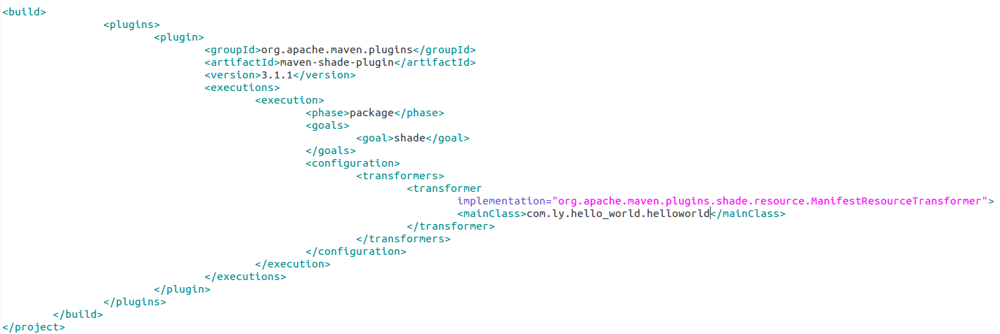 <build>
<plugins>
<plugin>
<groupId>org.apache.maven.plugins</groupId>
<artifactId>maven-shade-plugin</artifactId>
<version>3.1.1</version>
<executions>
<execution>
<phase>package</phase>
<goals>
<goal>shade</goal>
</goals>
<configuration>
<transformers>
<transformer
implementation="org.apache.maven.plugins.shade.resource.ManifestResourceTransformer">
<mainClass>com.ly.hello_world.helloworld</mainClass>
</transformer>
</transformers>
</configuration>
</execution>
</executions>
</plugin>
</plugins>
</build>
</project>